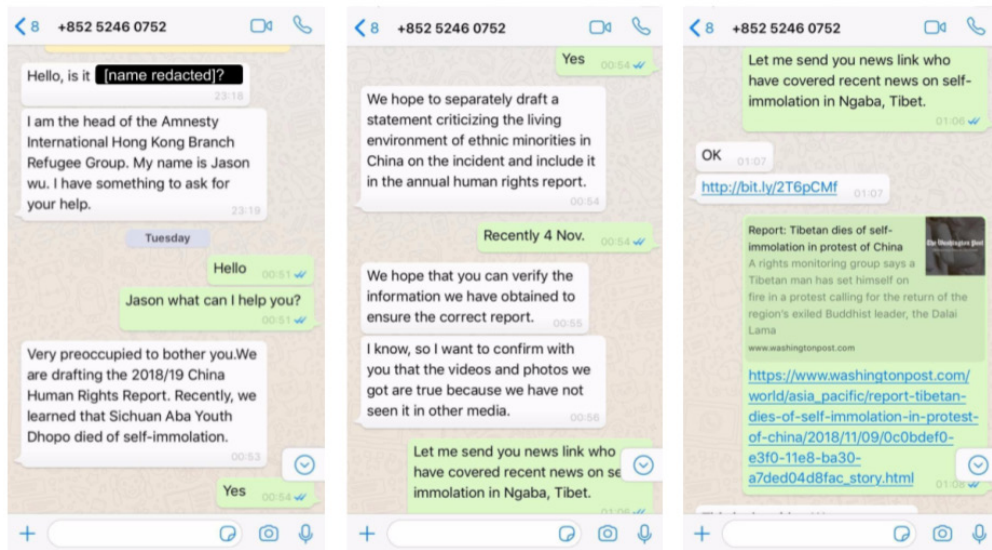 8 +852 5246 0752
Hello, is it [name redacted]?
23:18
I am the head of the Amnesty
International Hong Kong Branch
Refugee Group. My name is Jason
wu. I have something to ask for
your help.
23:19
Tuesday
Hello 00:51
Jason what can I help you?
00:51
Very preoccupied to bother you.We
are drafting the 2018/19 China
Human Rights Report. Recently, we
learned that Sichuan Aba Youth
Dhopo died of self-immolation.
00:53
Yes 00:54
8 +852 5246 0752
Yes 00:54
We hope to separately draft a
statement criticizing the living
environment of ethnic minorities in
China on the incident and include it
in the annual human rights report.
00:54
Recently 4 Nov. 00:54
We hope that you can verify the
information we have obtained to
ensure the correct report. 00:55
I know, so I want to confirm with
you that the videos and photos we
got are true because we have not
seen it in other media. 00:56
Let me send you news link who
have covered recent news on se
immolation in Ngaba, Tibet.
01:06
8 +852 5246 0752
Let me send you news link who
have covered recent news on self-
immolation in Ngaba, Tibet.
01:06
OK 01:07
http://bit.ly/2T6pCMf 01:07
Report: Tibetan dies of self-
immolation in protest of China
The Washington Post
A rights monitoring group says a
Tibetan man has set himself on
fire in a protest calling for the return of the
region's exiled Buddhist leader, the Dalai
Lama
www.washingtonpost.com
https://www.washingtonpost.com/
world/asia_pacific/report-tibetan-
dies-of-self-immolation-in-protest-
of-china/2018/11/09/0c0bdef0-
e3f0-11e8-ba30-
a7ded04d8fac_story.html 01:08